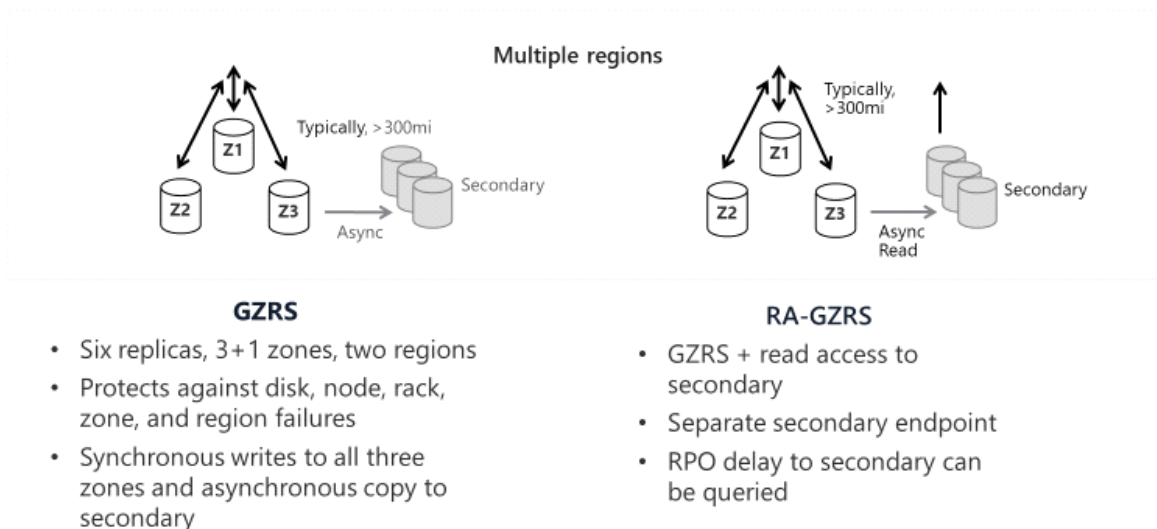 Multiple regions
Typically, >300mi
Z1
Z2
Z3
Secondary
Async
Typically,
>300mi
Z1
Z2
Z3
Secondary
Async
Read
GZRS
• Six replicas, 3+1 zones, two regions
• Protects against disk, node, rack,
zone, and region failures
• Synchronous writes to all three
zones and asynchronous copy to
secondary
RA-GZRS
• GZRS + read access to
secondary
• Separate secondary endpoint
• RPO delay to secondary can
be queried